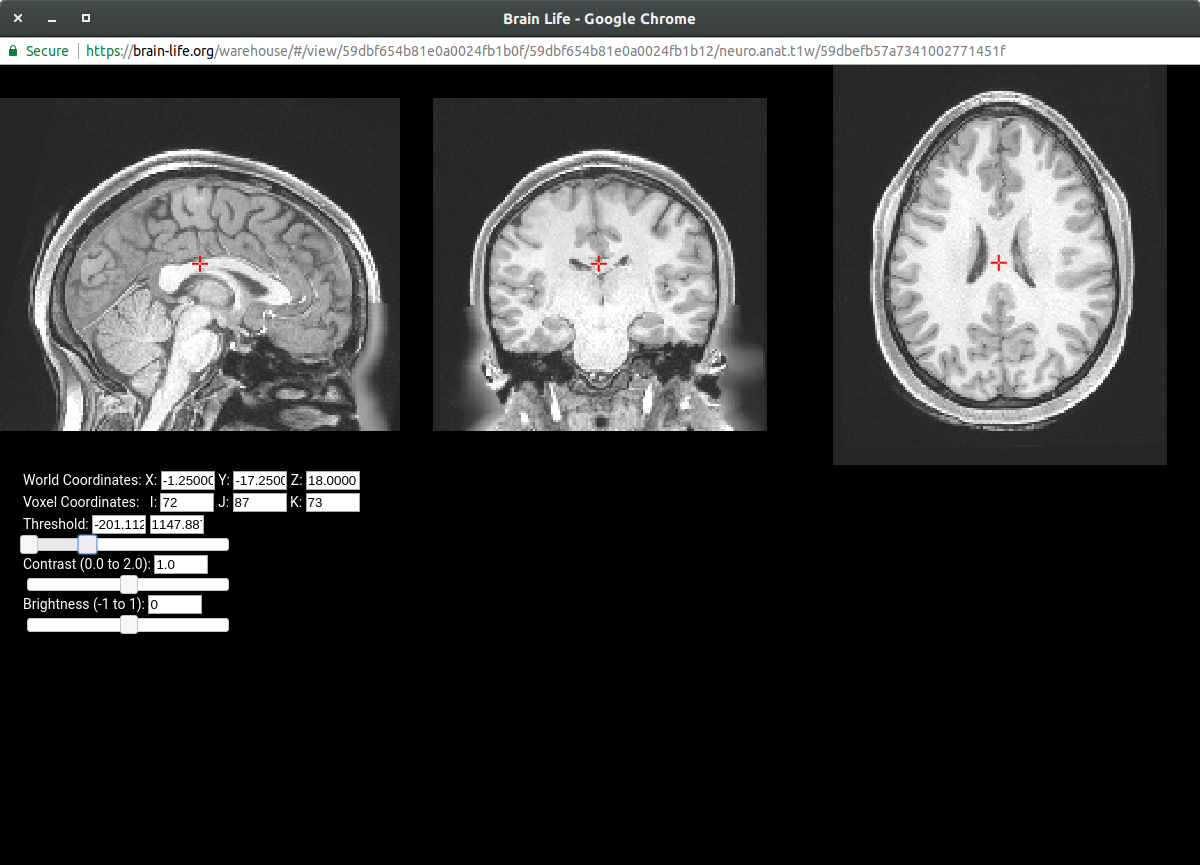 Brain Life - Google Chrome
Secure https://brain-life.org/warehouse/#/view/59dbf654b81e0a0024fb1b0f/59dbf654b81e0a0024fb1b12/neuro.anat.t1w/59dbefb57a7341002771451f
World Coordinates: X: -1.2500 Y: -17.250 Z: 18.0000
Voxel Coordinates: I: 72 J: 87 K: 73
Threshold: -201.112 1147.887
Contrast (0.0 to 2.0): 1.0
Brightness (-1 to 1): 0